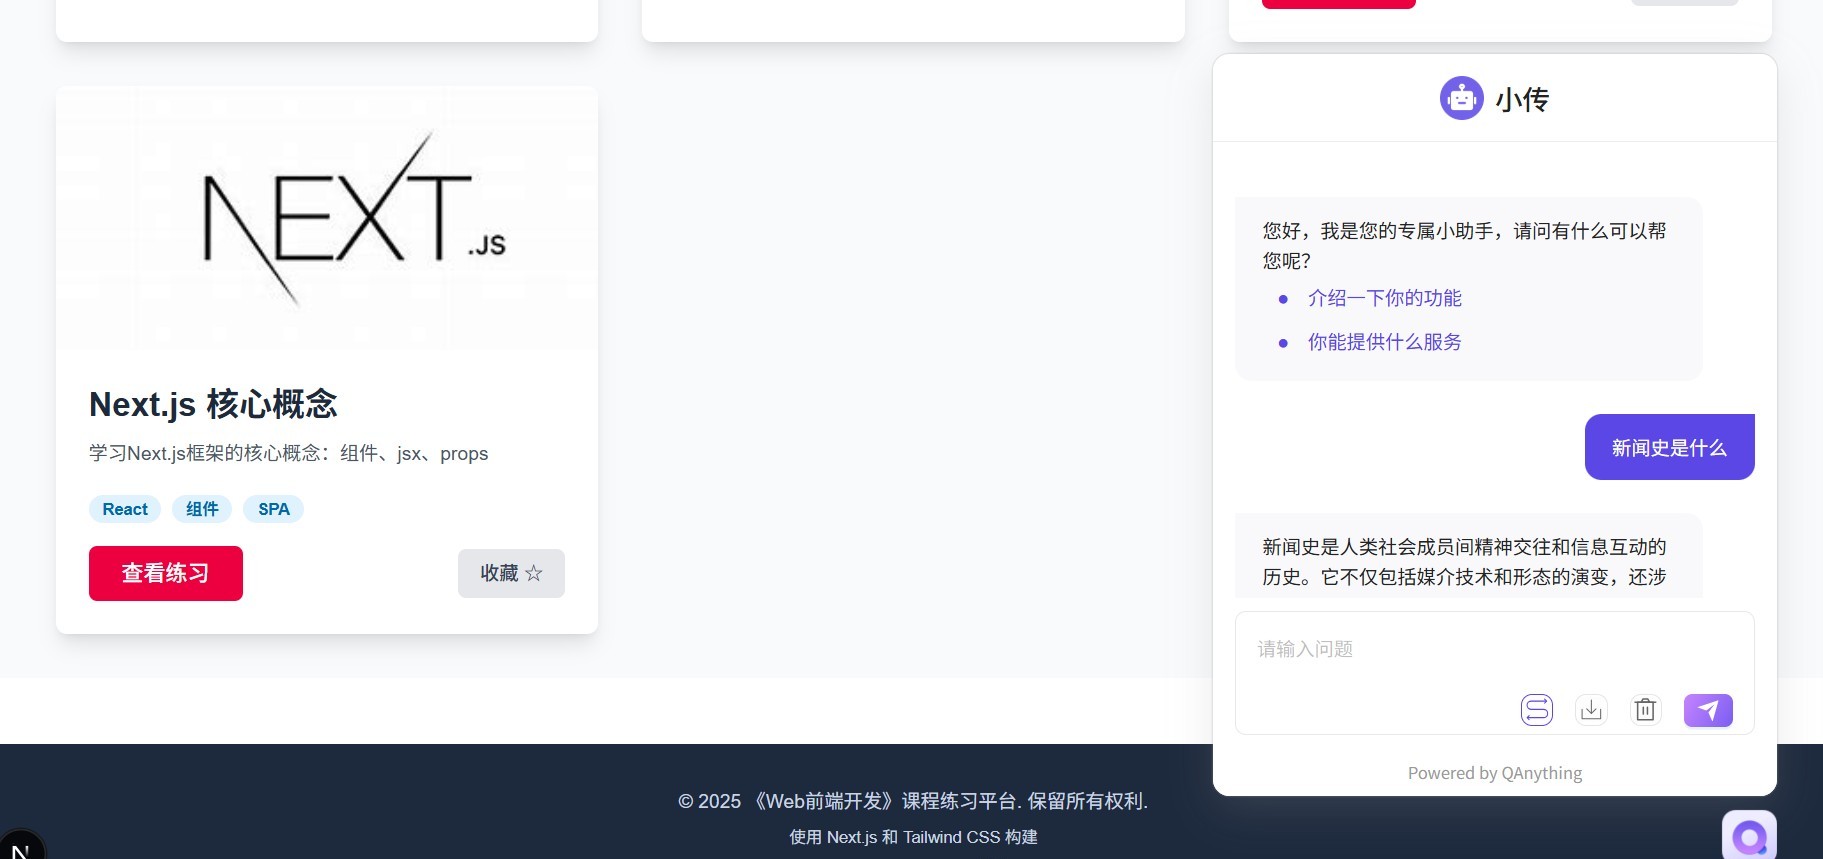 NEXT
.JS
Next.js 核心概念
学习Next.js框架的核心概念：组件、jsx、props
React 组件 SPA
查看练习
收藏 ☆
小传
您好，我是您的专属小助手，请问有什么可以帮
您呢？
介绍一下你的功能
你能提供什么服务
新闻史是什么
新闻史是人类社会成员间精神交往和信息互动的
历史。它不仅包括媒介技术和形态的演变，还涉
请输入问题
Powered by QAnything
© 2025 《Web前端开发》课程练习平台. 保留所有权利.
使用 Next.js 和 Tailwind CSS 构建
N